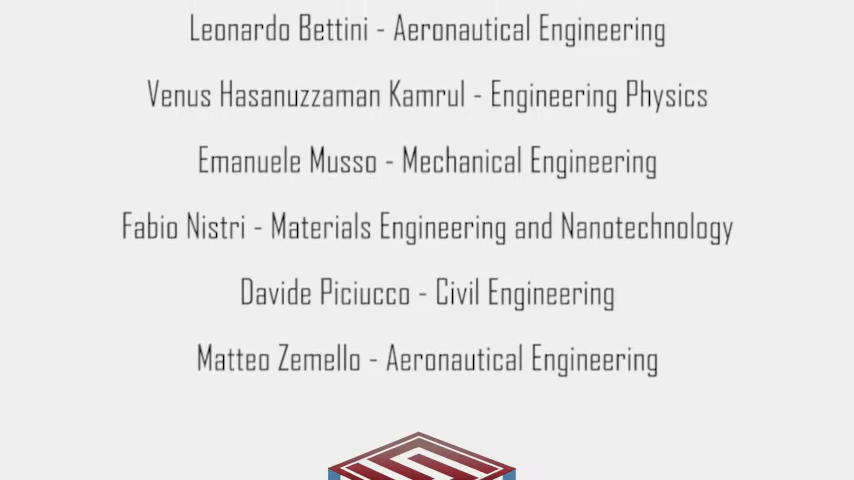 Leonardo Bettini - Aeronautical Engineering
Venus Hasanuzzaman Kamrul - Engineering Physics
Emanuele Musso - Mechanical Engineering
Fabio Nistri - Materials Engineering and Nanotechnology
Davide Piciucco - Civil Engineering
Matteo Zemello - Aeronautical Engineering